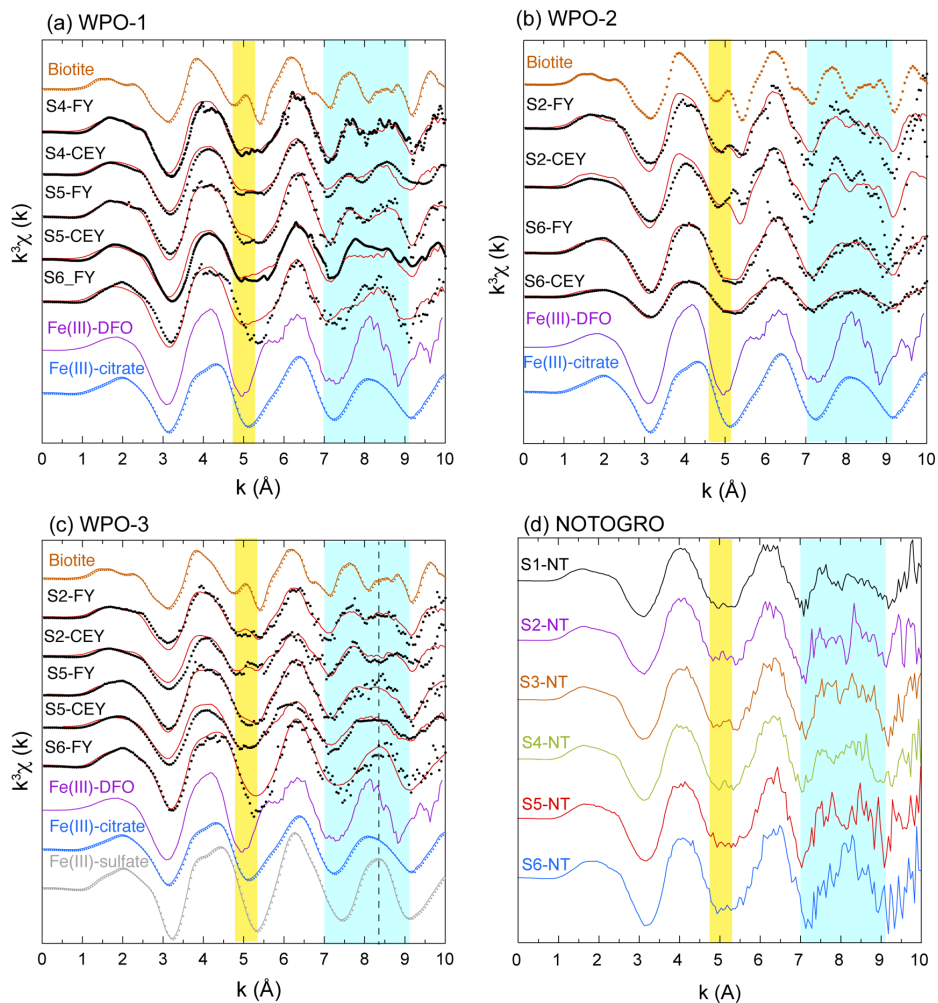 (a) WPO-1
k³χ (k)
Biotite
S4-FY
S4-CEY
S5-FY
S5-CEY
S6_FY
Fe(III)-DFO
Fe(III)-citrate
0 1 2 3 4 5 6 7 8 9 10
k (Å)
(b) WPO-2
k³χ (k)
Biotite
S2-FY
S2-CEY
S6-FY
S6-CEY
Fe(III)-DFO
Fe(III)-citrate
0 1 2 3 4 5 6 7 8 9 10
k (Å)
(c) WPO-3
k³χ (k)
Biotite
S2-FY
S2-CEY
S5-FY
S5-CEY
S6-FY
Fe(III)-DFO
Fe(III)-citrate
Fe(III)-sulfate
0 1 2 3 4 5 6 7 8 9 10
k (Å)
(d) NOTOGRO
k³χ (k)
S1-NT
S2-NT
S3-NT
S4-NT
S5-NT
S6-NT
0 1 2 3 4 5 6 7 8 9 10
k (A)